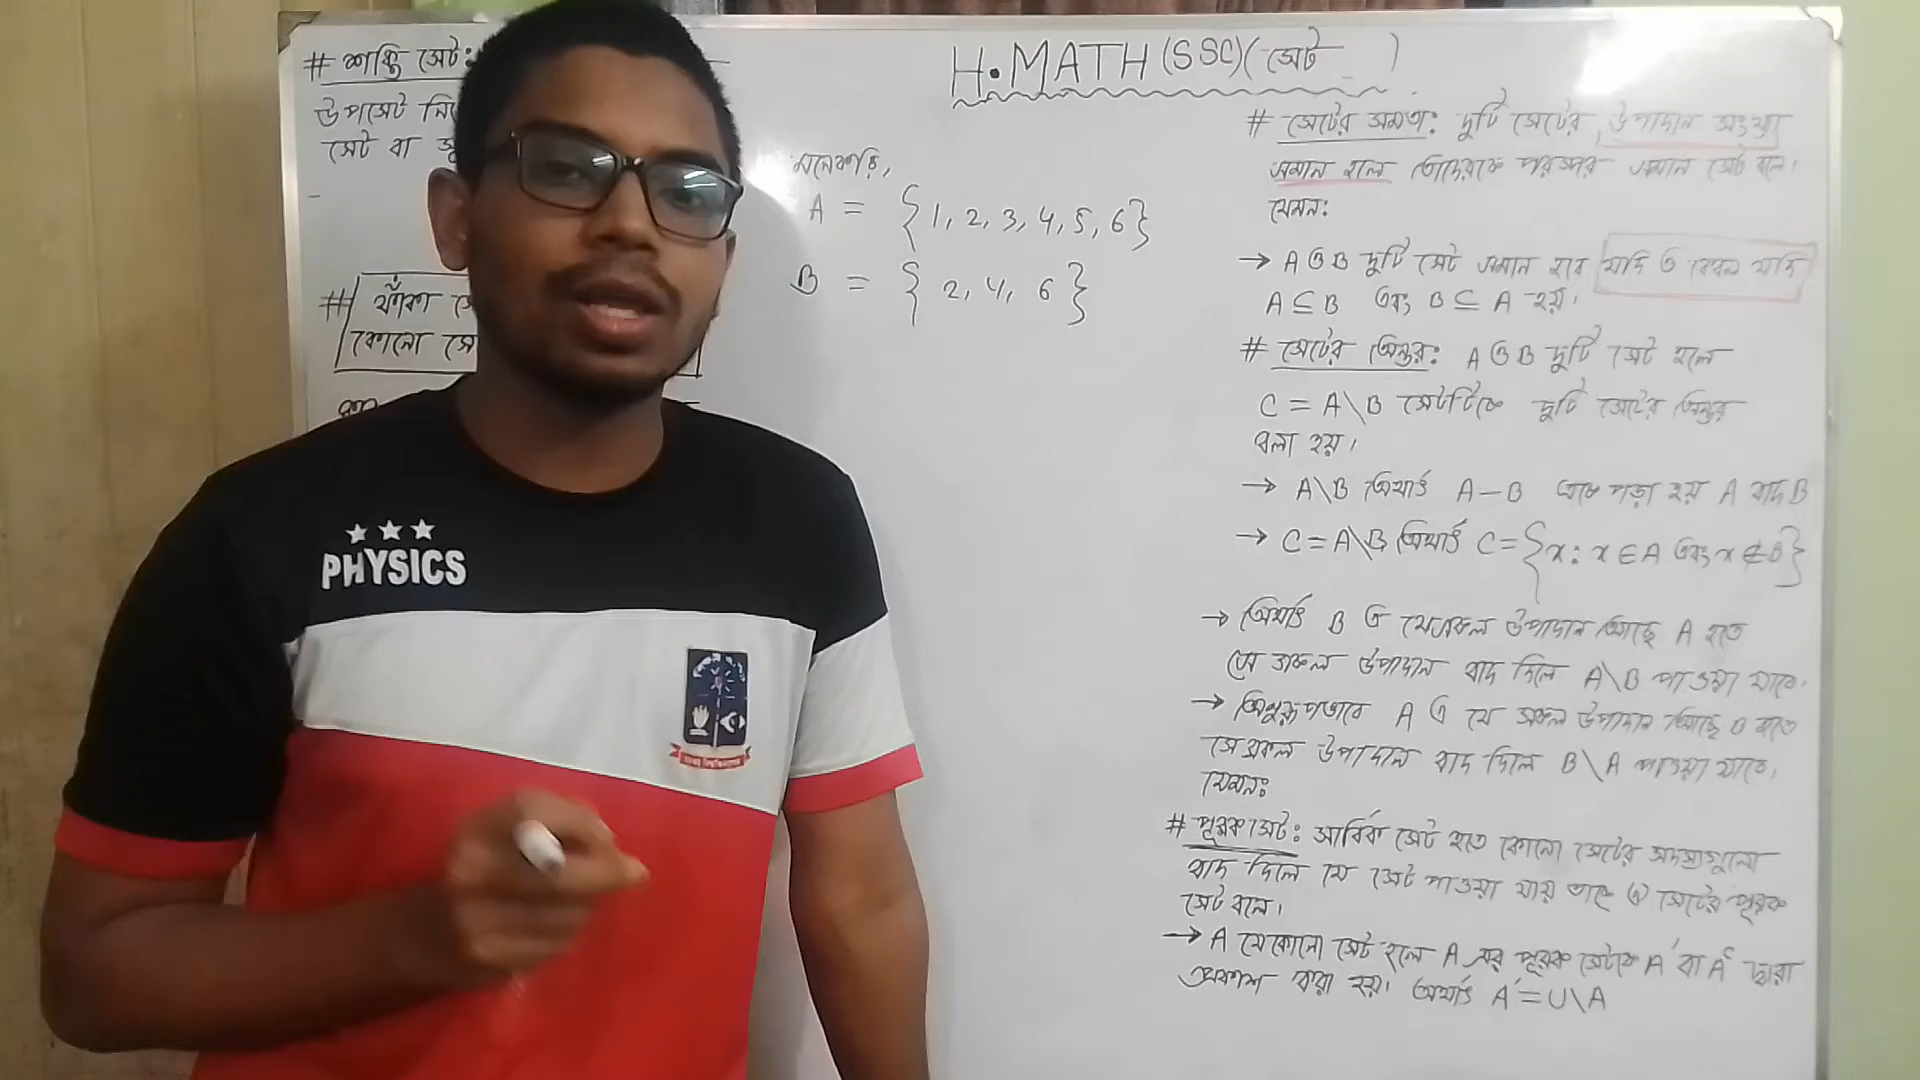 H.MATH (SSC) (সেট )
# শক্তি সেট:
উপসেট
সেট বা
# ফাঁকা
কোনো সে
মনেকরি,
A = {1, 2, 3, 4, 5, 6}
B = {2, 4, 6}
# সেটের সমতা: দুটি সেটের উপাদান সংখ্যা
সমান হলে তাদেরকে পরস্পর সমান সেট বলে।
যেমন:
→ A ও B দুটি সেট সমান হবে যদি ও কেবল যদি
A ⊆ B এবং B ⊆ A হয়।
# সেটের অন্তর: A ও B দুটি সেট হলে
C = A\B সেটটিকে দুটি সেটের অন্তর
বলা হয়।
→ A\B অর্থাৎ A–B একে পড়া হয় A বাদ B
→ C = A\B অর্থাৎ C = {x : x ∈ A এবং x ∉ B}
→ অর্থাৎ B তে যেসকল উপাদান আছে A হতে
সে সকল উপাদান বাদ দিলে A\B পাওয়া যাবে।
→ অনুরূপভাবে A এ যে সকল উপাদান আছে B হতে
সে সকল উপাদান বাদ দিলে B\A পাওয়া যাবে।
যেমন:
# পূরক সেট: সার্বিক সেট হতে কোনো সেটের সদস্যগুলো
বাদ দিলে যে সেট পাওয়া যায় তাকে ঐ সেটের পূরক
সেট বলে।
→ A যেকোনো সেট হলে A এর পূরক সেটকে A′ বা Aᶜ দ্বারা
প্রকাশ করা হয়। অর্থাৎ A′ = U\A
PHYSICS